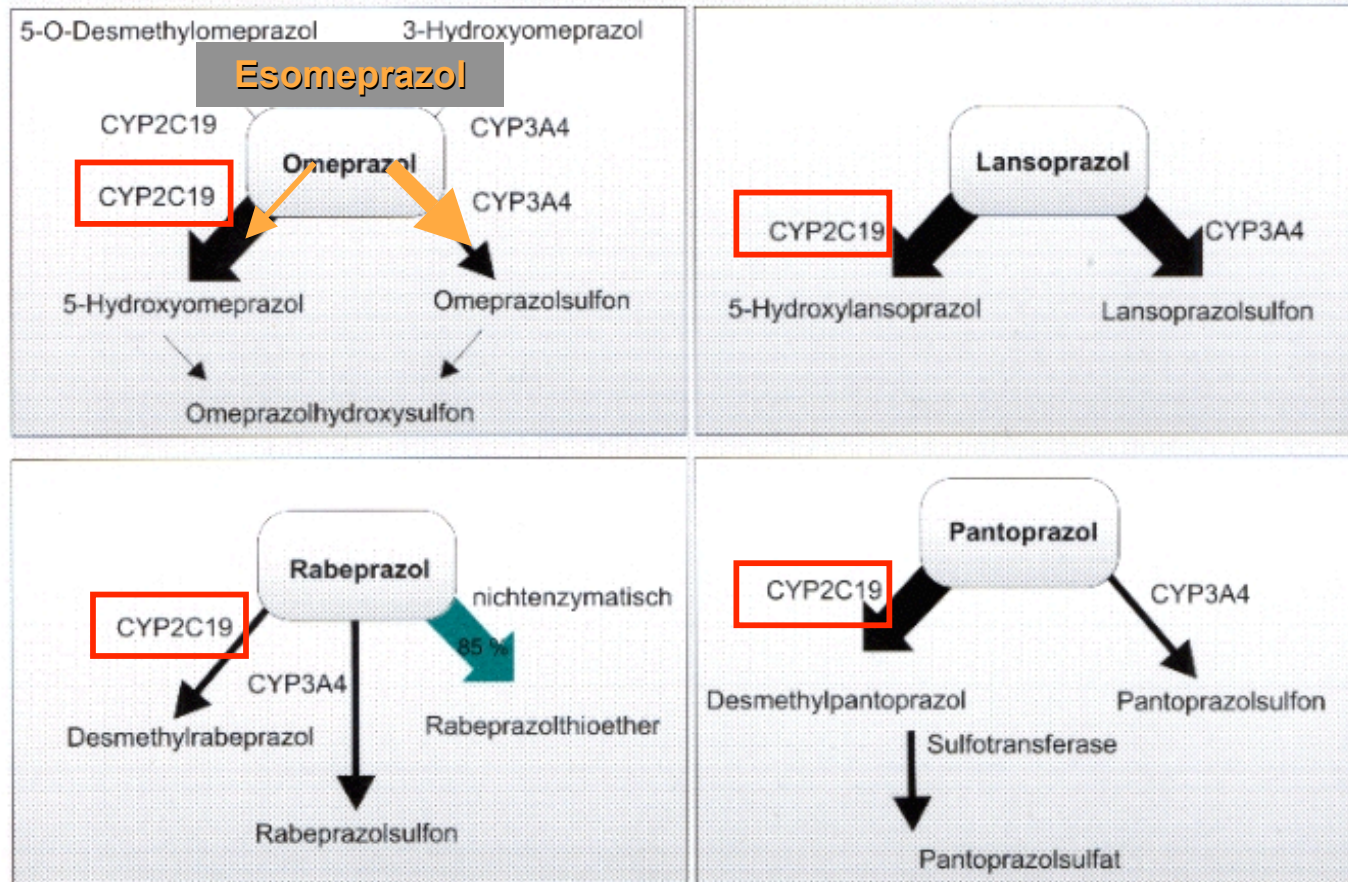 5-O-Desmethylomeprazol 3-Hydroxyomeprazol
Esomeprazol
CYP2C19 CYP3A4
Omeprazol
CYP2C19 CYP3A4
5-Hydroxyomeprazol Omeprazolsulfon
Omeprazolhydroxysulfon
Lansoprazol
CYP2C19 CYP3A4
5-Hydroxylansoprazol Lansoprazolsulfon
Rabeprazol
nichtenzymatisch
CYP2C19
85 %
CYP3A4
Desmethylrabeprazol Rabeprazolthioether
Rabeprazolsulfon
Pantoprazol
CYP2C19 CYP3A4
Desmethylpantoprazol Pantoprazolsulfon
Sulfotransferase
Pantoprazolsulfat